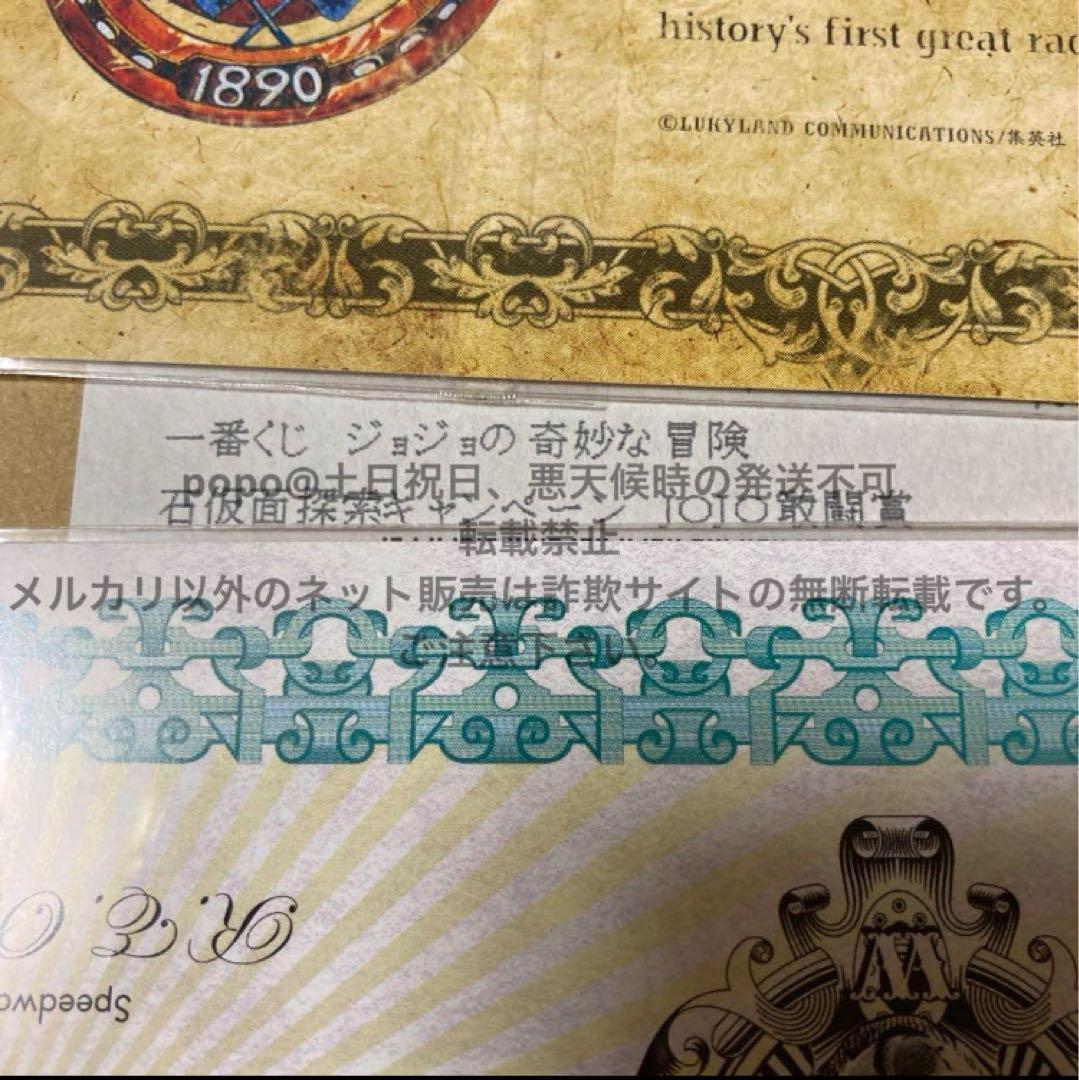 1890
history's first great rac
©LUKYLAND COMMUNICATIONS/集英社
一番くじ ジョジョの奇妙な冒険
popo@土日祝日、悪天候時の発送不可
石仮面探索キャンペーン JOJO敢闘賞
転載禁止
メルカリ以外のネット販売は詐欺サイトの無断転載です。
ご注意下さい。
R.E.O
Speedwa